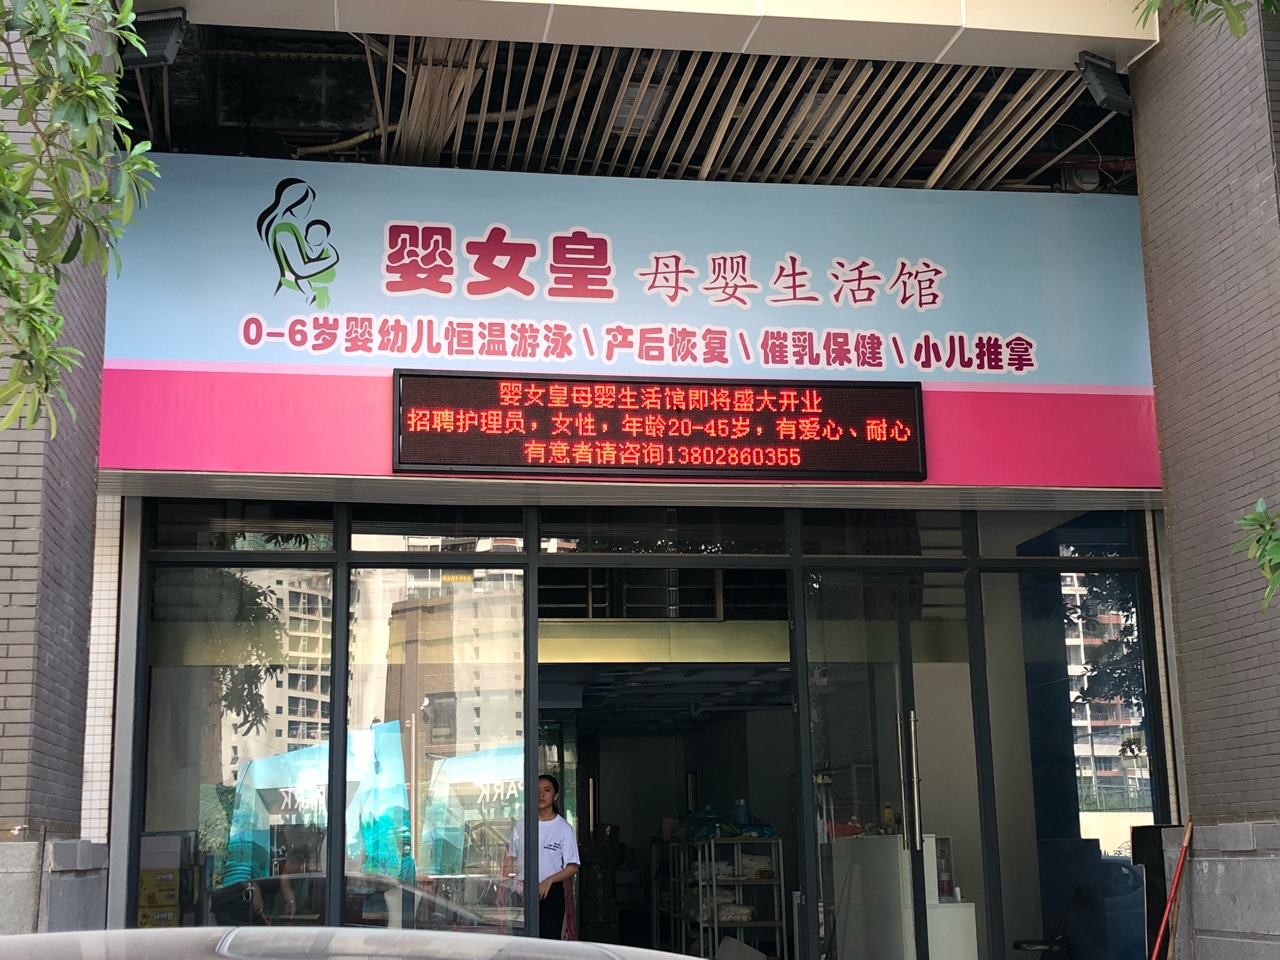 婴女皇 母婴生活馆
0-6岁婴幼儿恒温游泳\产后恢复\催乳保健\小儿推拿
婴女皇母婴生活馆即将盛大开业
招聘护理员，女性，年龄20-45岁，有爱心、耐心
有意者请咨询13802860355
PARK